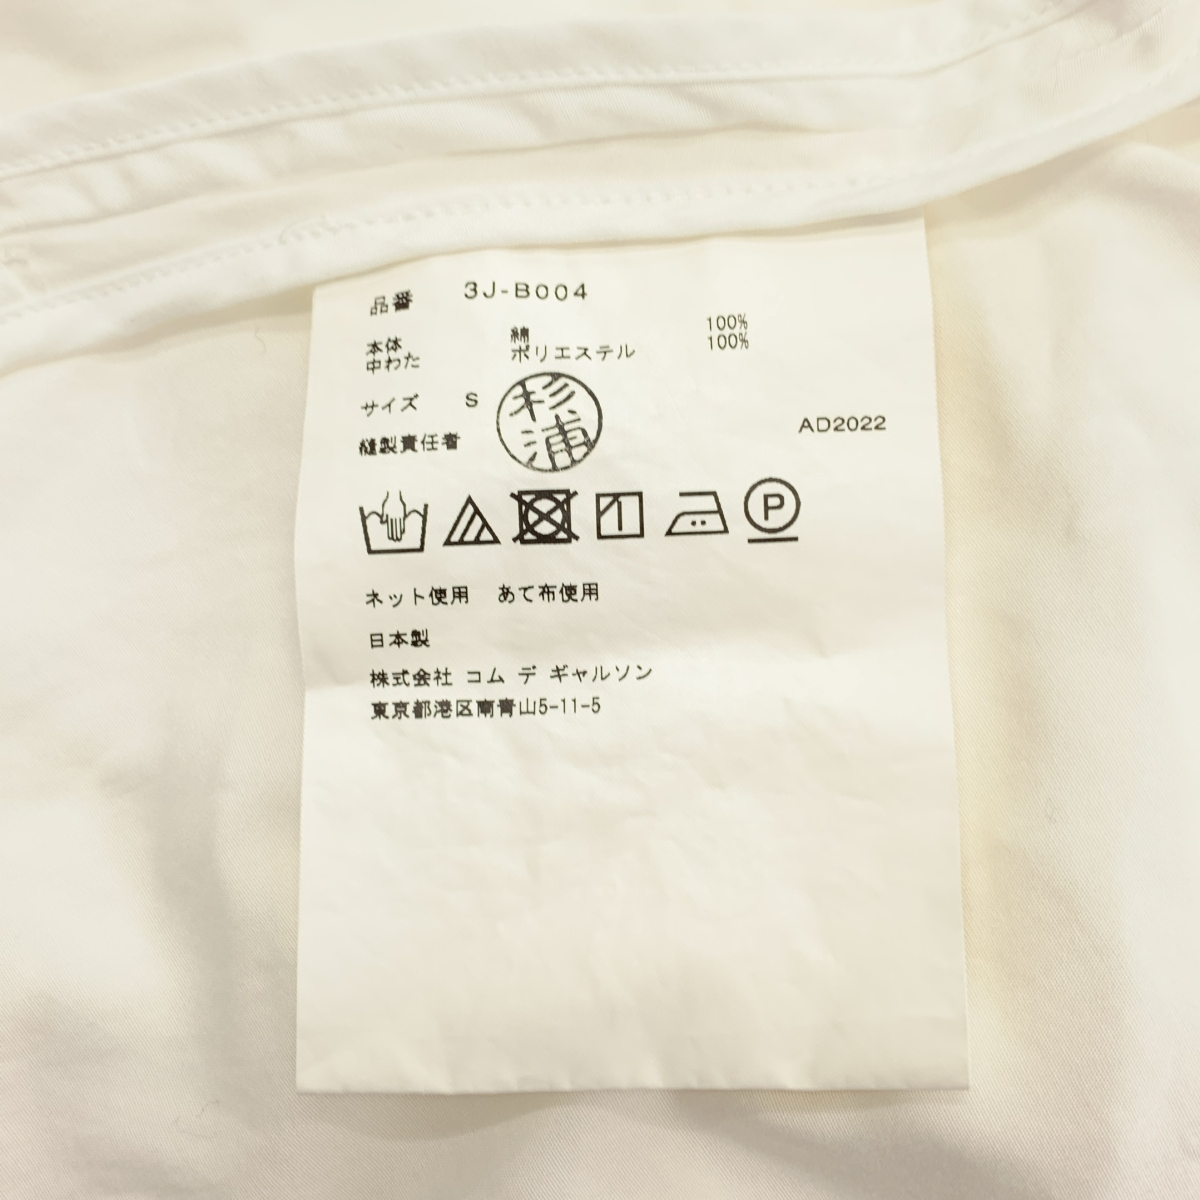 品番 3J-B004
本体 綿 100%
中わた ポリエステル 100%
サイズ S
杉浦
縫製責任者
AD2022
P
ネット使用 あて布使用
日本製
株式会社 コム デ ギャルソン
東京都港区南青山5-11-5